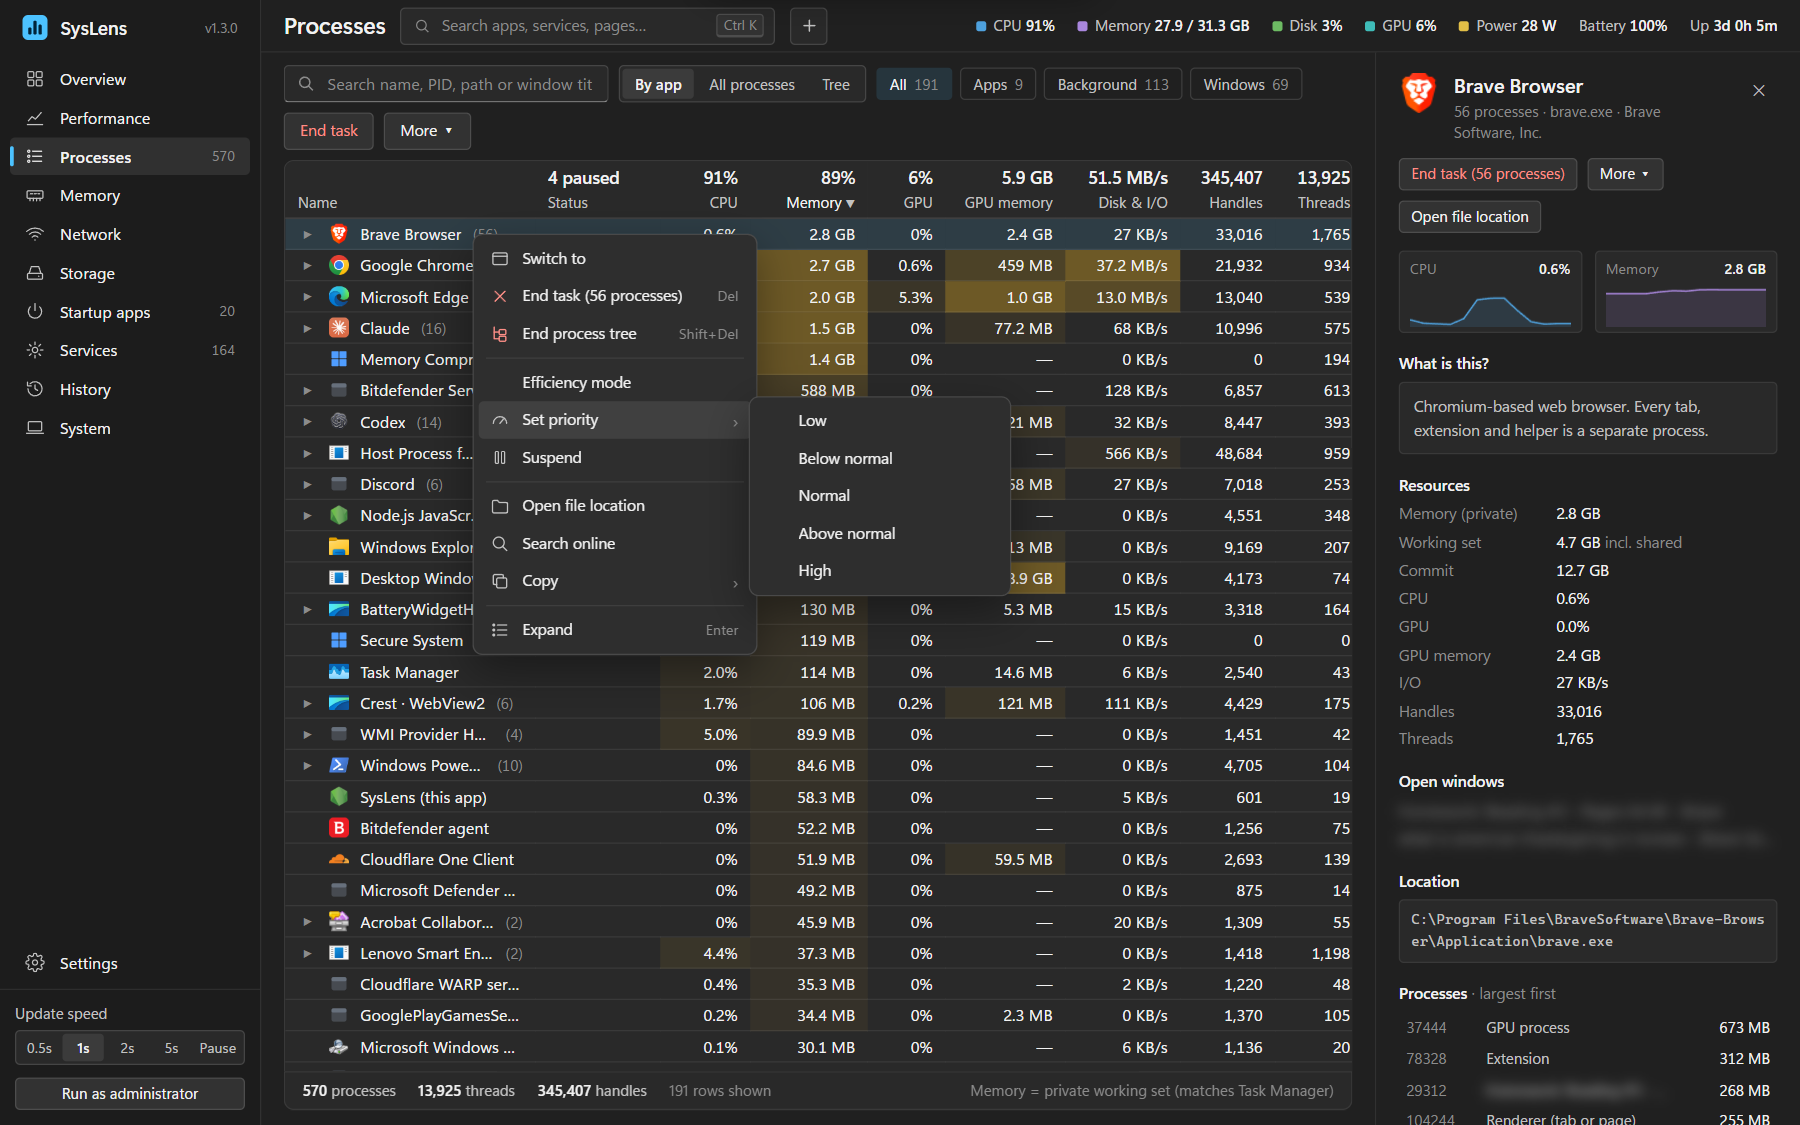 SysLens
v1.3.0
Overview
Performance
Processes 570
Memory
Network
Storage
Startup apps 20
Services 164
History
System
Settings
Update speed
0.5s 1s 2s 5s Pause
Run as administrator
Processes
Search apps, services, pages... Ctrl K
+
CPU 91% Memory 27.9 / 31.3 GB Disk 3% GPU 6% Power 28 W Battery 100% Up 3d 0h 5m
Search name, PID, path or window tit
By app All processes Tree
All 191 Apps 9 Background 113 Windows 69
End task More
4 paused 91% 89% 6% 5.9 GB 51.5 MB/s 345,407 13,925
Name Status CPU Memory GPU GPU memory Disk & I/O Handles Threads
Brave Browser 2.8 GB 0% 2.4 GB 27 KB/s 33,016 1,765
Google Chrome 2.7 GB 0.6% 459 MB 37.2 MB/s 21,932 934
Microsoft Edge 2.0 GB 5.3% 1.0 GB 13.0 MB/s 13,040 539
Claude (16) 1.5 GB 0% 77.2 MB 68 KB/s 10,996 575
Memory Compr 1.4 GB 0% — 0 KB/s 0 194
Bitdefender Ser 588 MB 0% — 128 KB/s 6,857 613
Codex (14) 21 MB 32 KB/s 8,447 393
Host Process f... — 566 KB/s 48,684 959
Discord (6) 58 MB 27 KB/s 7,018 253
Node.js JavaScr. — 0 KB/s 4,551 348
Windows Explor 13 MB 0 KB/s 9,169 207
Desktop Windo .9 GB 0 KB/s 4,173 74
BatteryWidgetH 130 MB 0% 5.3 MB 15 KB/s 3,318 164
Secure System 119 MB 0% — 0 KB/s 0 0
Task Manager 2.0% 114 MB 0% 14.6 MB 6 KB/s 2,540 43
Crest · WebView2 (6) 1.7% 106 MB 0.2% 121 MB 111 KB/s 4,429 175
WMI Provider H... (4) 5.0% 89.9 MB 0% — 0 KB/s 1,451 42
Windows Powe... (10) 0% 84.6 MB 0% — 0 KB/s 4,705 104
SysLens (this app) 0.3% 58.3 MB 0% — 5 KB/s 601 19
Bitdefender agent 0% 52.2 MB 0% — 0 KB/s 1,256 75
Cloudflare One Client 0% 51.9 MB 0% 59.5 MB 0 KB/s 2,693 139
Microsoft Defender ... 0% 49.2 MB 0% — 0 KB/s 875 14
Acrobat Collabor... (2) 0% 45.9 MB 0% — 20 KB/s 1,309 55
Lenovo Smart En... (2) 4.4% 37.3 MB 0% — 0 KB/s 1,418 1,198
Cloudflare WARP ser... 0.4% 35.3 MB 0% — 2 KB/s 1,220 48
GooglePlayGamesSe... 0.2% 34.4 MB 0% 2.3 MB 0 KB/s 1,370 105
Microsoft Windows ... 0.1% 30.1 MB 0% — 6 KB/s 1,136 20
570 processes 13,925 threads 345,407 handles 191 rows shown Memory = private working set (matches Task Manager)
Switch to
End task (56 processes) Del
End process tree Shift+Del
Efficiency mode
Set priority
Suspend
Open file location
Search online
Copy
Expand Enter
Low
Below normal
Normal
Above normal
High
Brave Browser
56 processes · brave.exe · Brave
Software, Inc.
End task (56 processes) More
Open file location
CPU 0.6% Memory 2.8 GB
What is this?
Chromium-based web browser. Every tab,
extension and helper is a separate process.
Resources
Memory (private) 2.8 GB
Working set 4.7 GB incl. shared
Commit 12.7 GB
CPU 0.6%
GPU 0.0%
GPU memory 2.4 GB
I/O 27 KB/s
Handles 33,016
Threads 1,765
Open windows
Location
C:\Program Files\BraveSoftware\Brave-Brows
er\Application\brave.exe
Processes · largest first
37444 GPU process 673 MB
78328 Extension 312 MB
29312 268 MB
104244 Renderer (tab or page) 255 MB